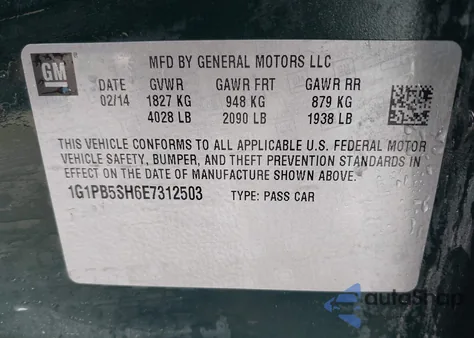 GM
MFD BY GENERAL MOTORS LLC
DATE GVWR GAWR FRT GAWR RR
02/14 1827 KG 948 KG 879 KG
4028 LB 2090 LB 1938 LB
THIS VEHICLE CONFORMS TO ALL APPLICABLE U.S. FEDERAL MOTOR
VEHICLE SAFETY, BUMPER, AND THEFT PREVENTION STANDARDS
IN EFFECT ON THE DATE OF MANUFACTURE SHOWN ABOVE.
1G1PB5SH6E7312503 TYPE: PASS CAR
autoShop